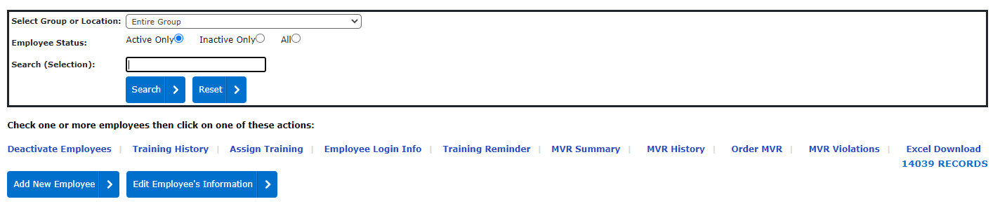 Select Group or Location: Entire Group
Employee Status: Active Only Inactive Only All
Search (Selection):
Search Reset
Check one or more employees then click on one of these actions:
Deactivate Employees | Training History | Assign Training | Employee Login Info | Training Reminder | MVR Summary | MVR History | Order MVR | MVR Violations | Excel Download
14039 RECORDS
Add New Employee Edit Employee's Information